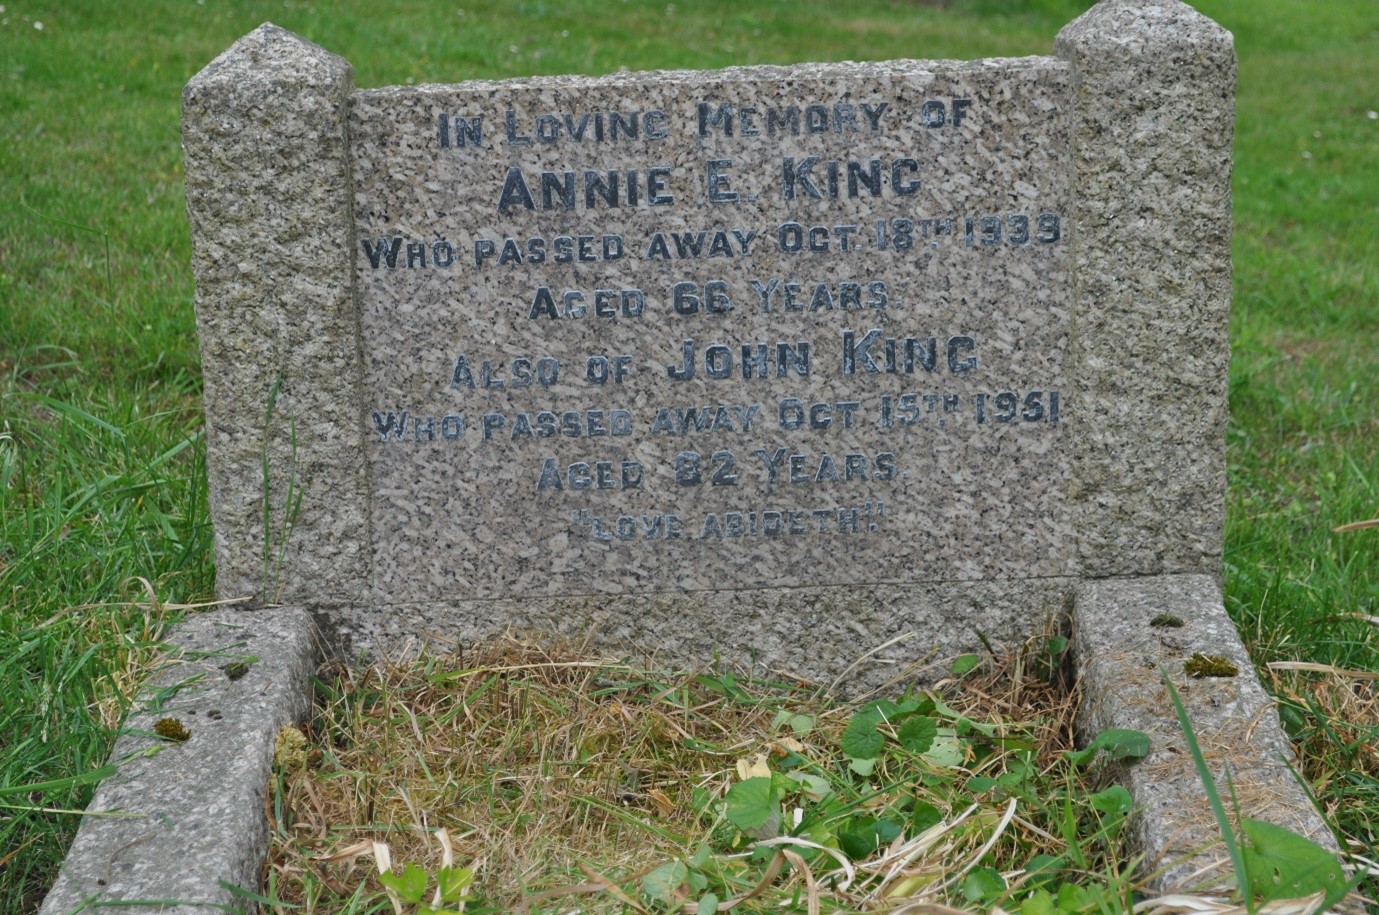 In Loving Memory of
Annie E. King
Who passed away Oct. 18th 1939
Aged 66 Years.
Also of John King
Who passed away Oct 15th 1951
Aged 82 Years.
"Love abideth".